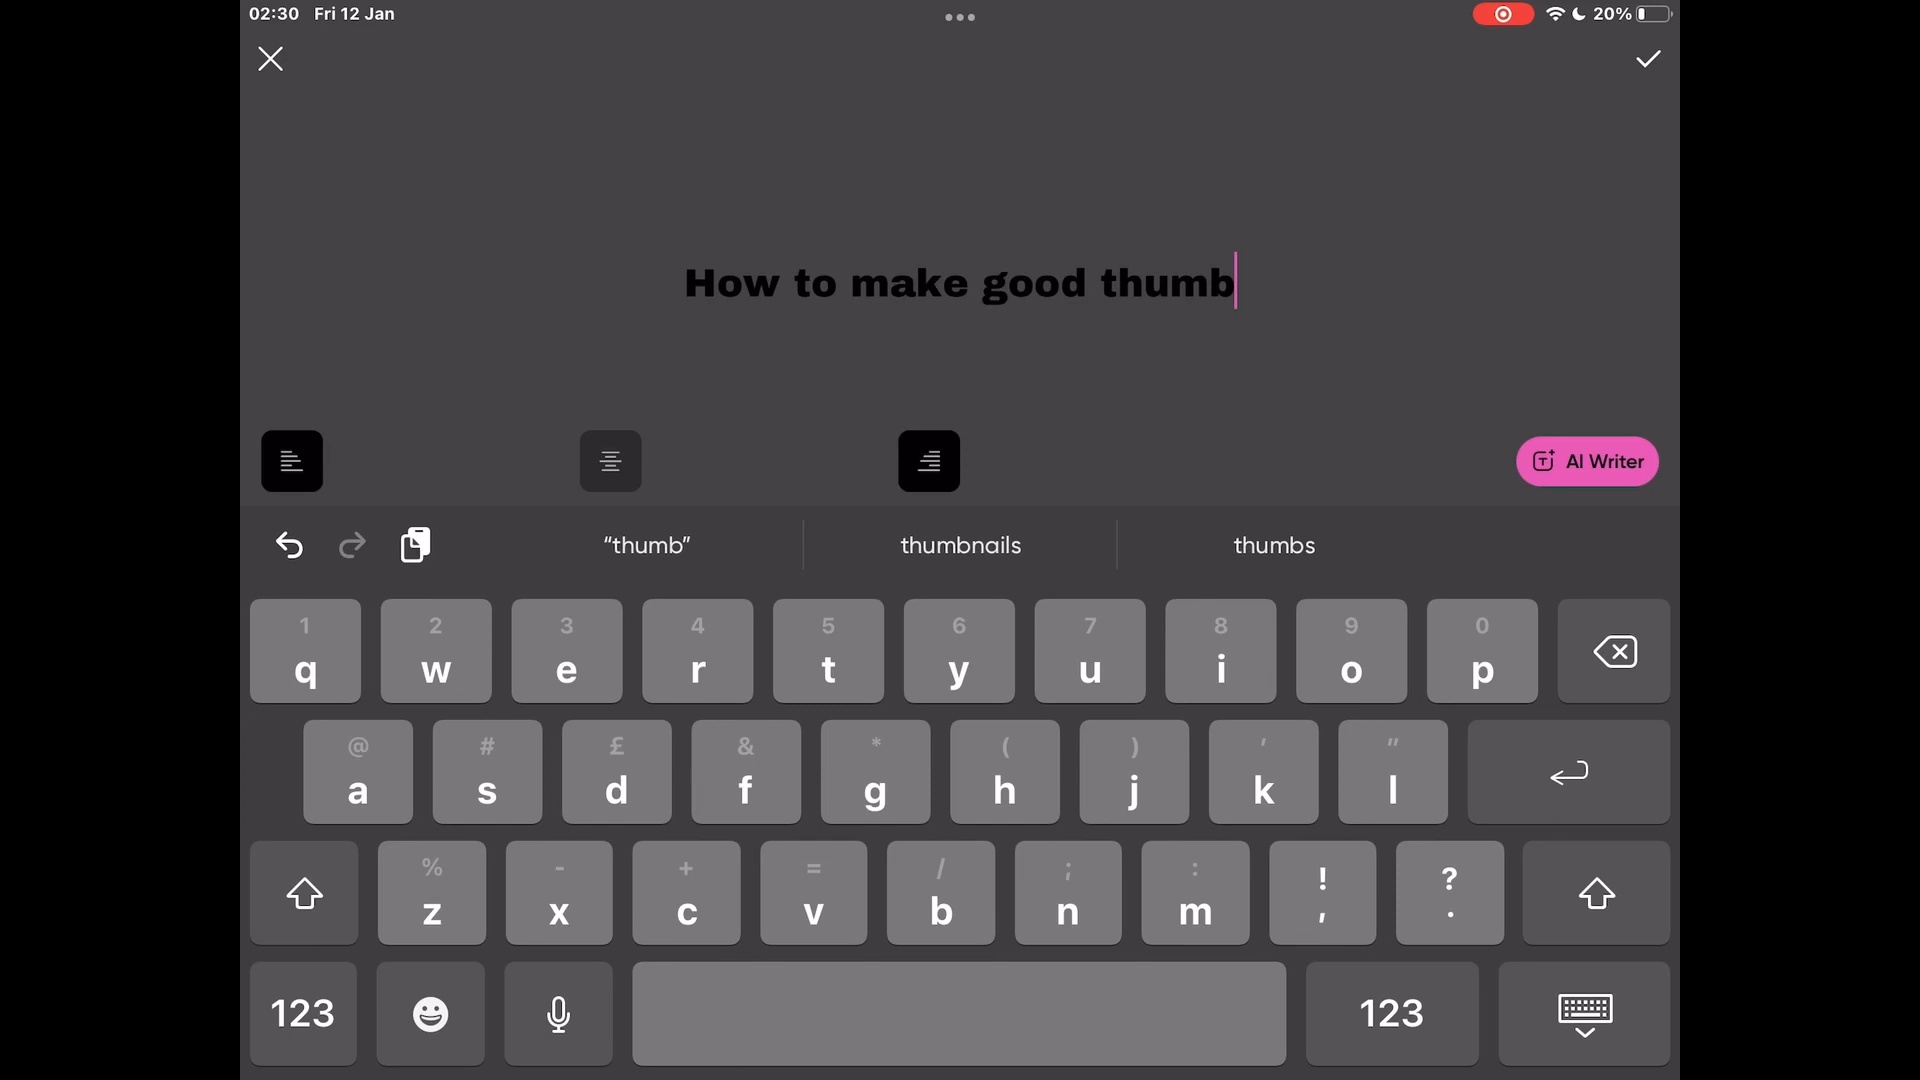 02:30 Fri 12 Jan
20%
How to make good thumb
AI Writer
“thumb” thumbnails thumbs
1 2 3 4 5 6 7 8 9 0
q w e r t y u i o p
@ # £ & * ( ) ' "
a s d f g h j k l
% - + = / ; : ! ?
z x c v b n m , .
123 123